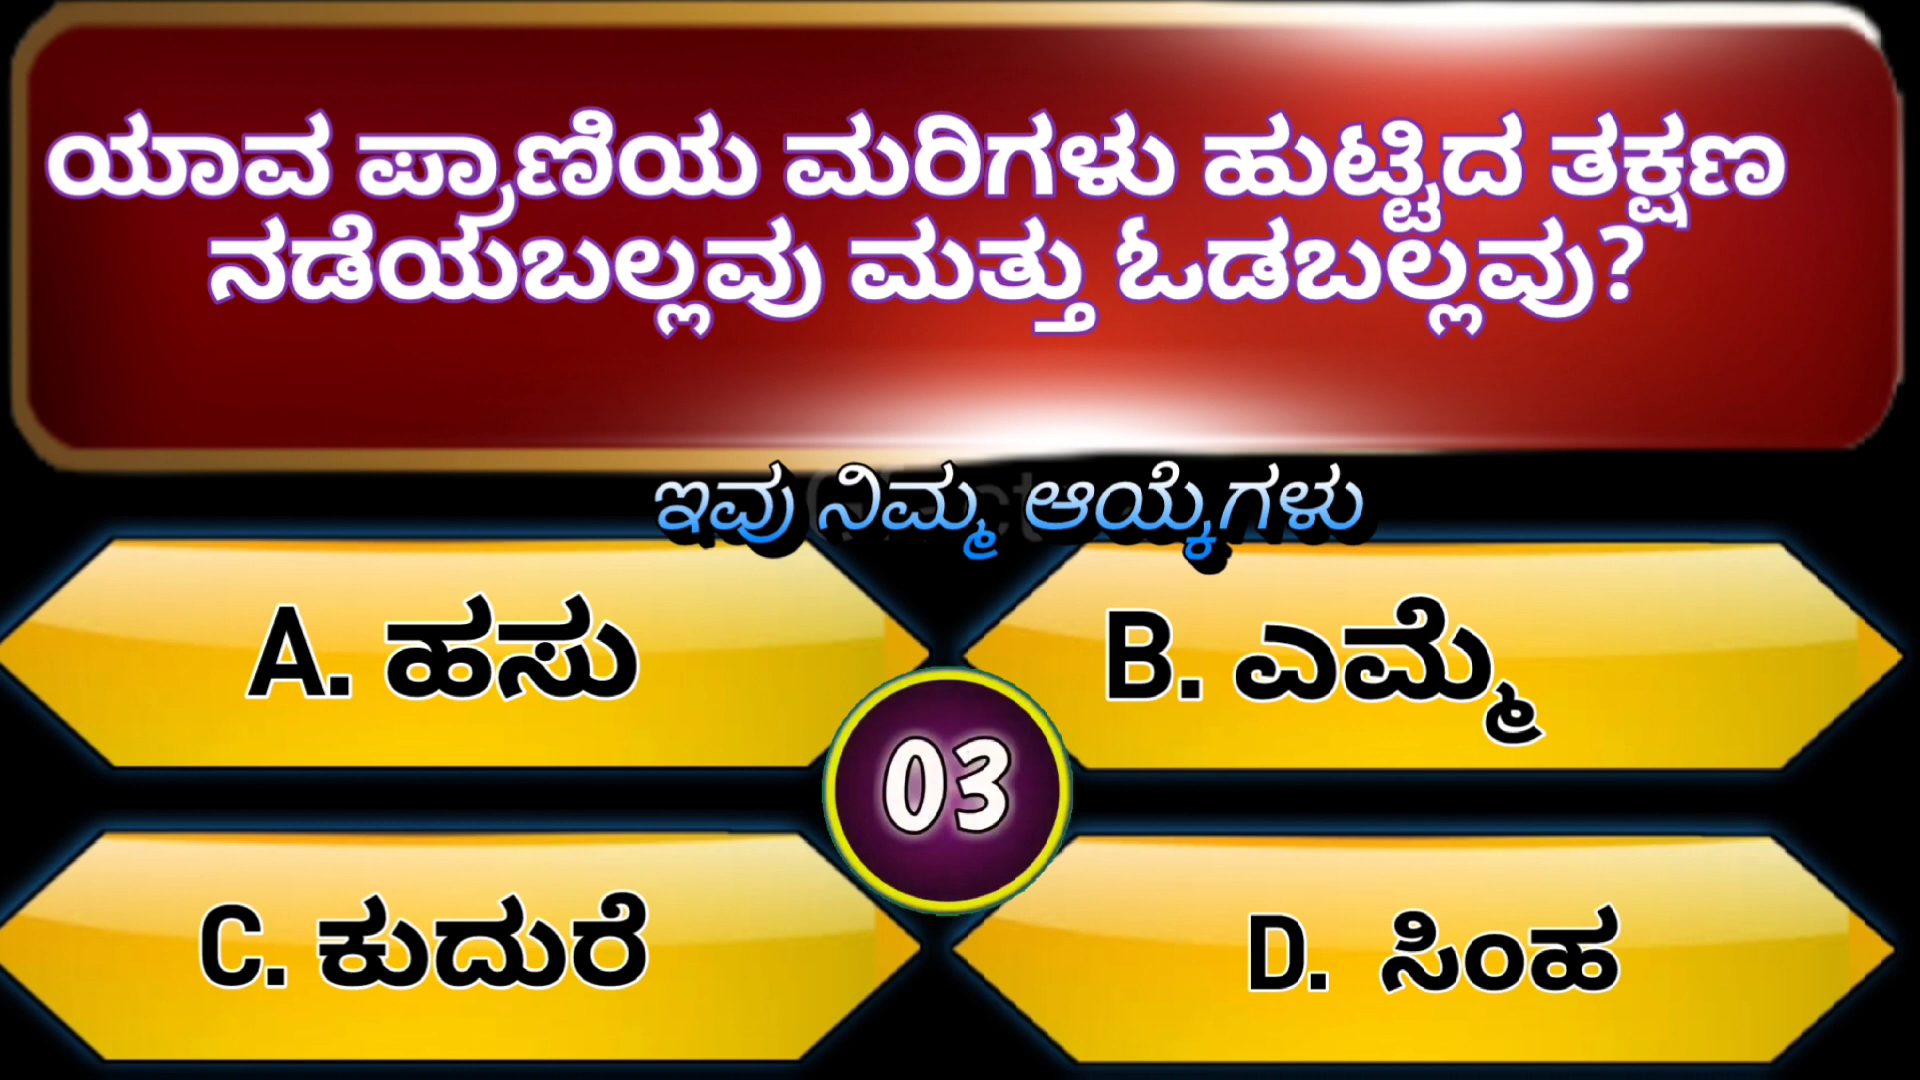 ಯಾವ ಪ್ರಾಣಿಯ ಮರಿಗಳು ಹುಟ್ಟಿದ ತಕ್ಷಣ
ನಡೆಯಬಲ್ಲವು ಮತ್ತು ಓಡಬಲ್ಲವು?
ಇವು ನಿಮ್ಮ ಆಯ್ಕೆಗಳು
A. ಹಸು
B. ಎಮ್ಮೆ
03
C. ಕುದುರೆ
D. ಸಿಂಹ